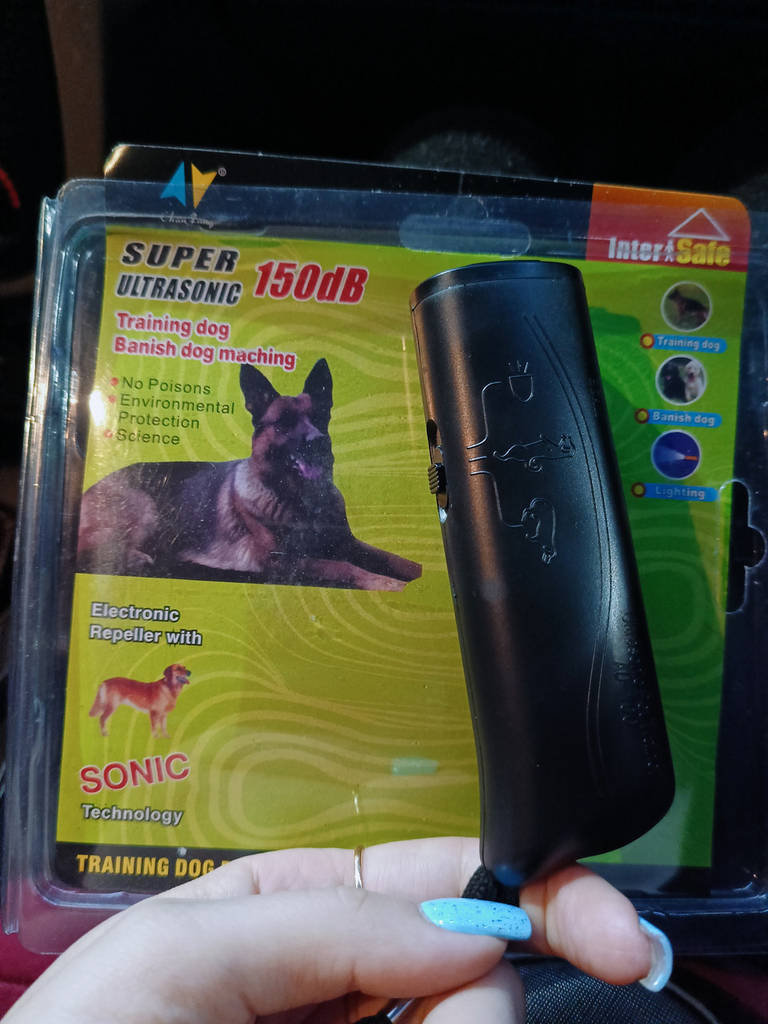 ®
SUPER
ULTRASONIC 150dB
Training dog
Banish dog maching
No Poisons
Environmental
Protection
Science
Inter Safe
Training dog
Banish dog
Lighting
Electronic
Repeller with
SONIC
Technology
TRAINING DOG